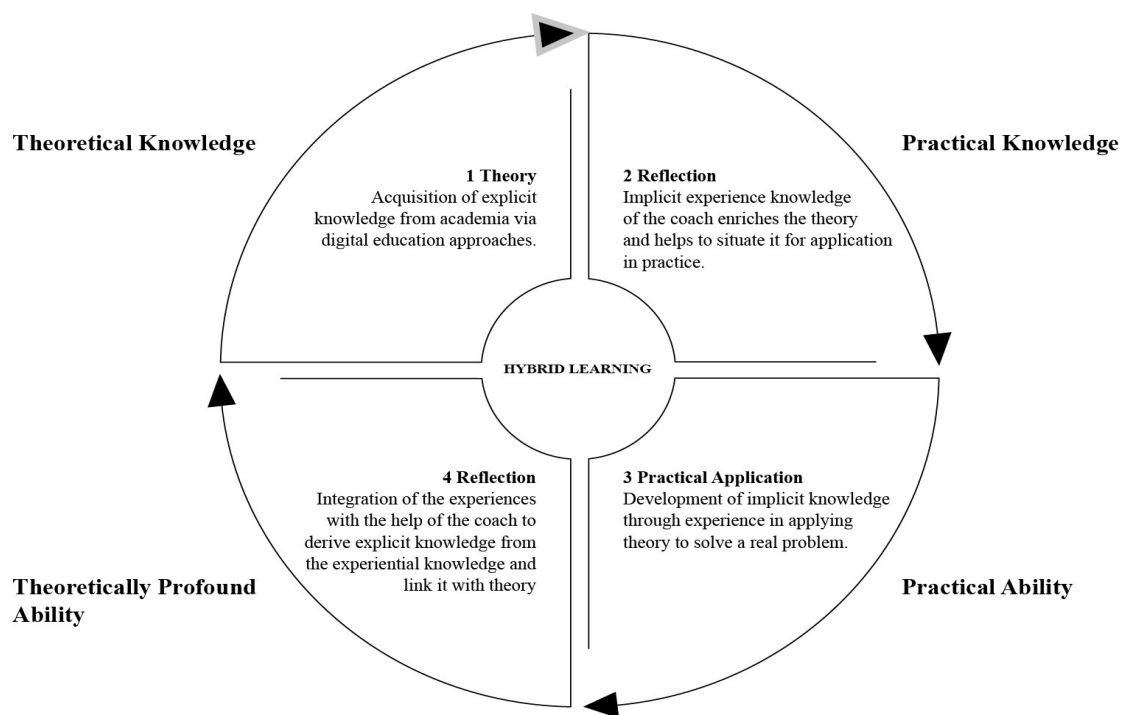 Theoretical Knowledge
1 Theory
Acquisition of explicit
knowledge from academia via
digital education approaches.
Practical Knowledge
2 Reflection
Implicit experience knowledge
of the coach enriches the theory
and helps to situate it for application
in practice.
HYBRID LEARNING
3 Practical Application
Development of implicit knowledge
through experience in applying
theory to solve a real problem.
Practical Ability
4 Reflection
Integration of the experiences
with the help of the coach to
derive explicit knowledge from
the experiential knowledge and
link it with theory
Theoretically Profound
Ability